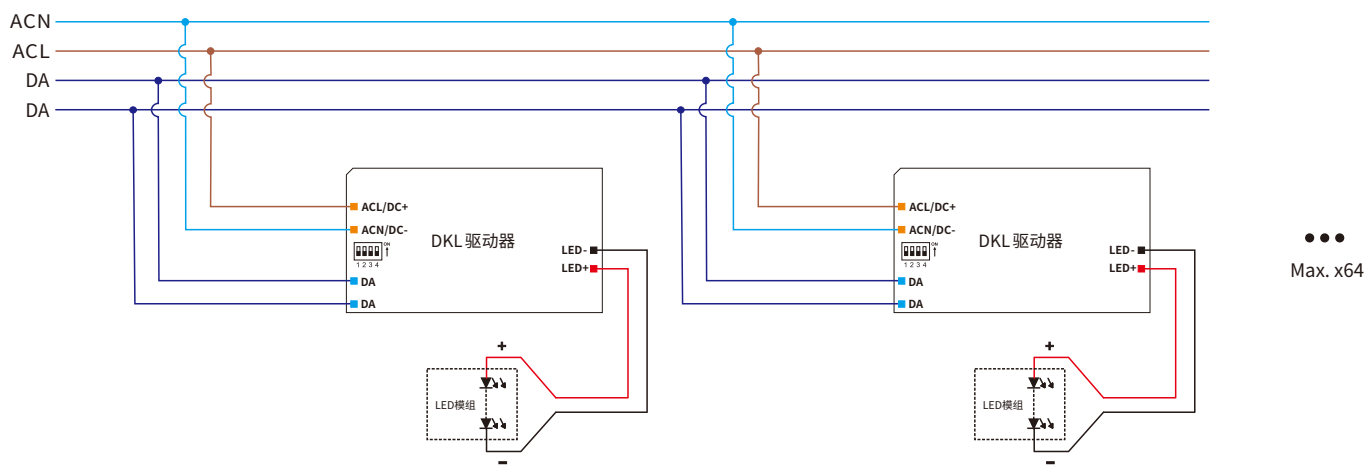 ACN
ACL
DA
DA
ACL/DC+
ACN/DC-
ON
1 2 3 4
DA
DA
DKL 驱动器
LED-
LED+
+
LED模组
-
ACL/DC+
ACN/DC-
ON
1 2 3 4
DA
DA
DKL 驱动器
LED-
LED+
+
LED模组
-
Max. x64